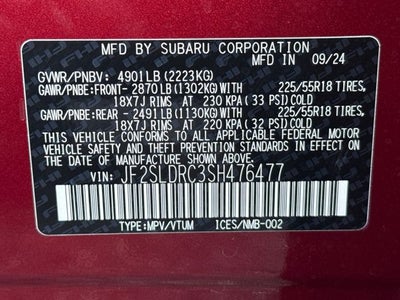 MFD BY SUBARU CORPORATION IN 09/24
GVWR/PNBV: 4901LB(2223KG)
GAWR/PNBE:FRONT- 2870LB(1302KG)WITH 225/55R18 TIRES,
18X7J RIMS AT 230 KPA(33 PSI)COLD
GAWR/PNBE:REAR - 2491LB(1130KG)WITH 225/55R18 TIRES,
18X7J RIMS AT 220 KPA(32 PSI)COLD
THIS VEHICLE CONFORMS TO ALL APPLICABLE FEDERAL MOTOR
VEHICLE SAFETY AND THEFT PREVENTION STANDARDS IN
EFFECT ON THE DATE OF MANUFACTURE SHOWN ABOVE.
VIN: JF2SLDRC3SH476477
TYPE:MPV/VTUM ICES/NMB-002